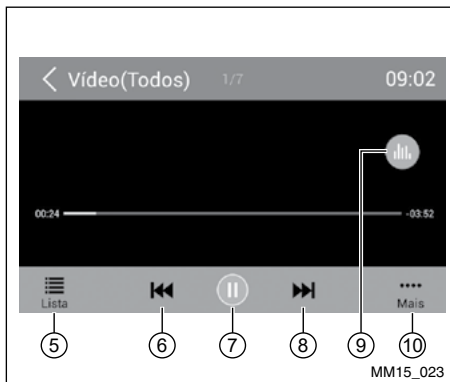 Vídeo(Todos) 1/7 09:02
00:24 -03:52
Lista Mais
9
5 6 7 8 10
MM15_023